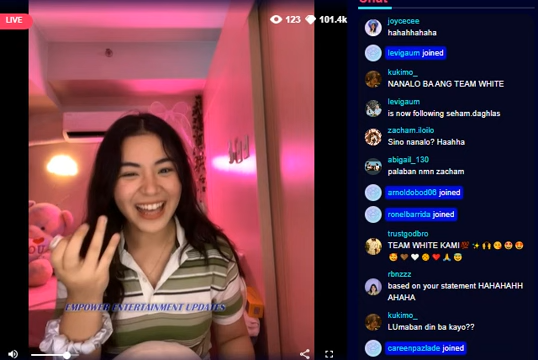 LIVE
123 101.4k
Chat
joycecee
hahahhahaha
levigaum joined
kukimo_
NANALO BA ANG TEAM WHITE
levigaum
is now following seham.daghlas
zacham.iloilo
Sino nanalo? Haahha
abigail_130
palaban nmn zacham
arnoldobod06 joined
ronelbarrida joined
trustgodbro
TEAM WHITE KAMI
rbnzzz
based on your statement HAHAHAHH
AHAHA
kukimo_
LUmaban din ba kayo??
careenpazlade joined
EMPOWER ENTERTAINMENT UPDATES